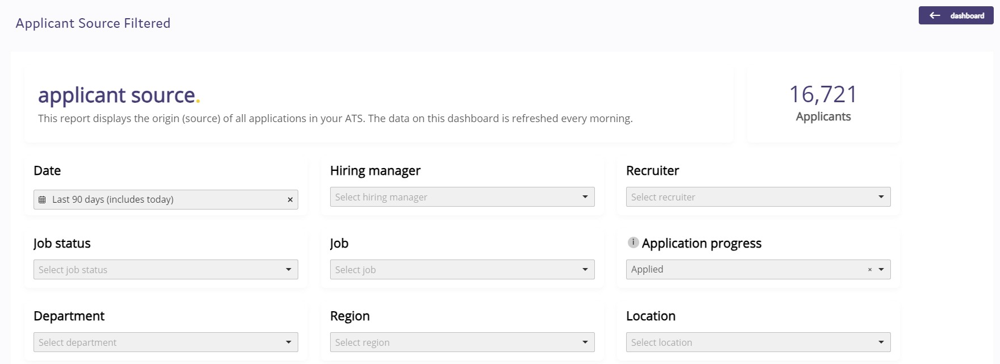 Applicant Source Filtered
dashboard
applicant source.
This report displays the origin (source) of all applications in your ATS. The data on this dashboard is refreshed every morning.
16,721
Applicants
Date
Last 90 days (includes today)
Hiring manager
Select hiring manager
Recruiter
Select recruiter
Job status
Select job status
Job
Select job
Application progress
Applied
Department
Select department
Region
Select region
Location
Select location